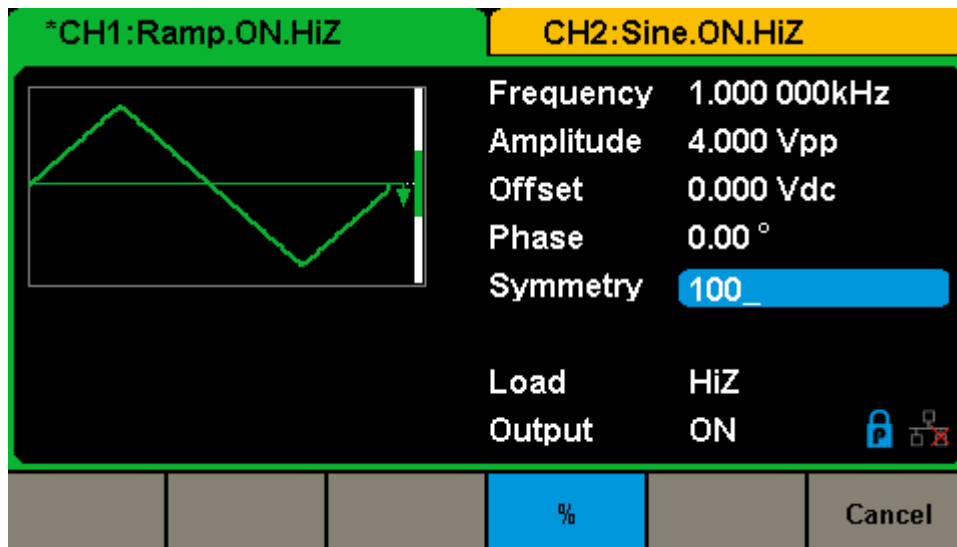 *CH1:Ramp.ON.HiZ
CH2:Sine.ON.HiZ
Frequency 1.000 000kHz
Amplitude 4.000 Vpp
Offset 0.000 Vdc
Phase 0.00 °
Symmetry 100_
Load HiZ
Output ON
P
% Cancel